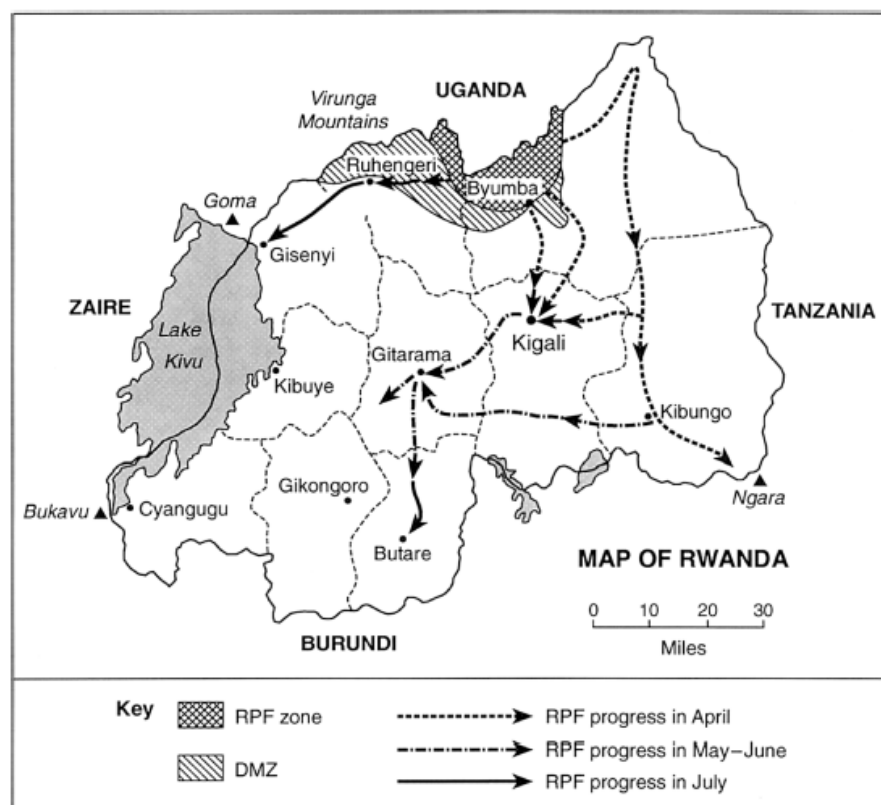 UGANDA
Virunga
Mountains
Ruhengeri
Byumba
Goma
Gisenyi
ZAIRE
TANZANIA
Lake
Kivu
Kigali
Gitarama
Kibuye
Kibungo
Gikongoro
Ngara
Bukavu
Cyangugu
Butare
MAP OF RWANDA
0 10 20 30
Miles
BURUNDI
Key
RPF zone
RPF progress in April
RPF progress in May–June
DMZ
RPF progress in July